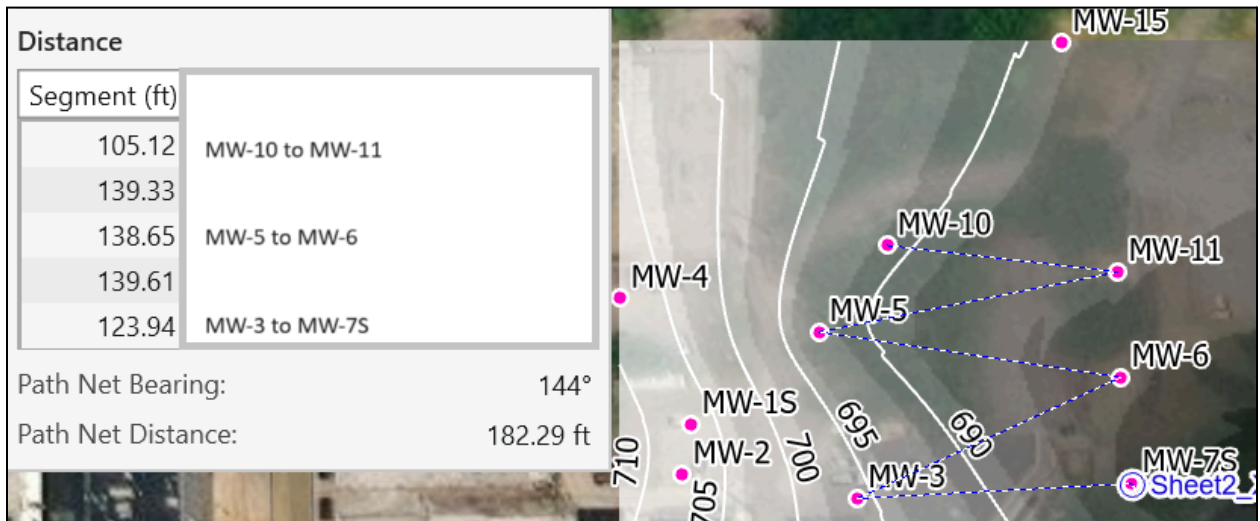 Distance
Segment (ft)
105.12 MW-10 to MW-11
139.33
138.65 MW-5 to MW-6
139.61
123.94 MW-3 to MW-7S
Path Net Bearing: 144°
Path Net Distance: 182.29 ft
MW-15
MW-10
MW-11
MW-4
MW-5
MW-6
MW-1S
MW-2
MW-3
MW-7S
Sheet2_
710
705
700
695
690